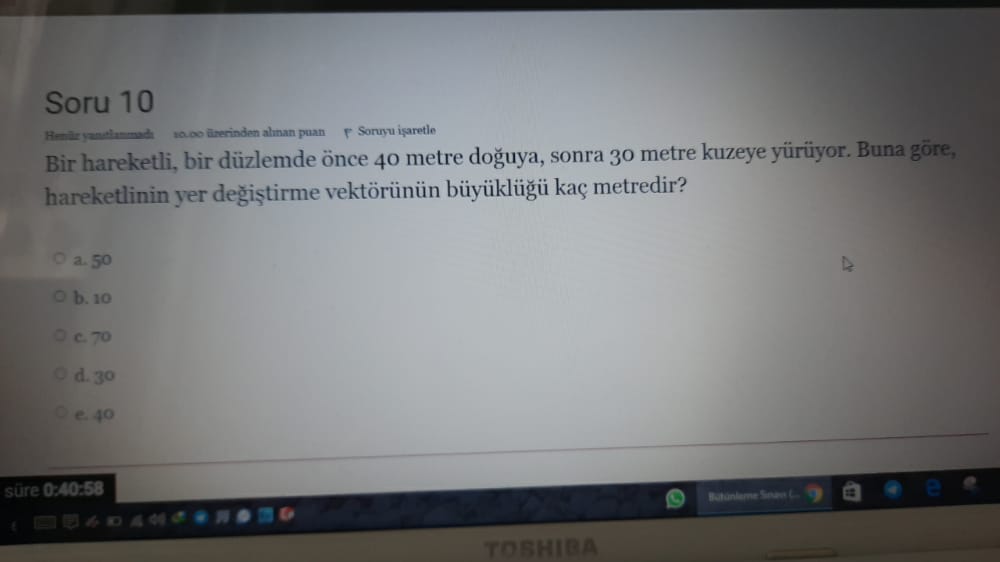 Soru 10
Henüz yanıtlanmadı 10.00 üzerinden alınan puan Soruyu işaretle
Bir hareketli, bir düzlemde önce 40 metre doğuya, sonra 30 metre kuzeye yürüyor. Buna göre,
hareketlinin yer değiştirme vektörünün büyüklüğü kaç metredir?
a. 50
b. 10
c. 70
d. 30
e. 40
süre 0:40:58
Bütünleme Sınavı (...
TOSHIBA